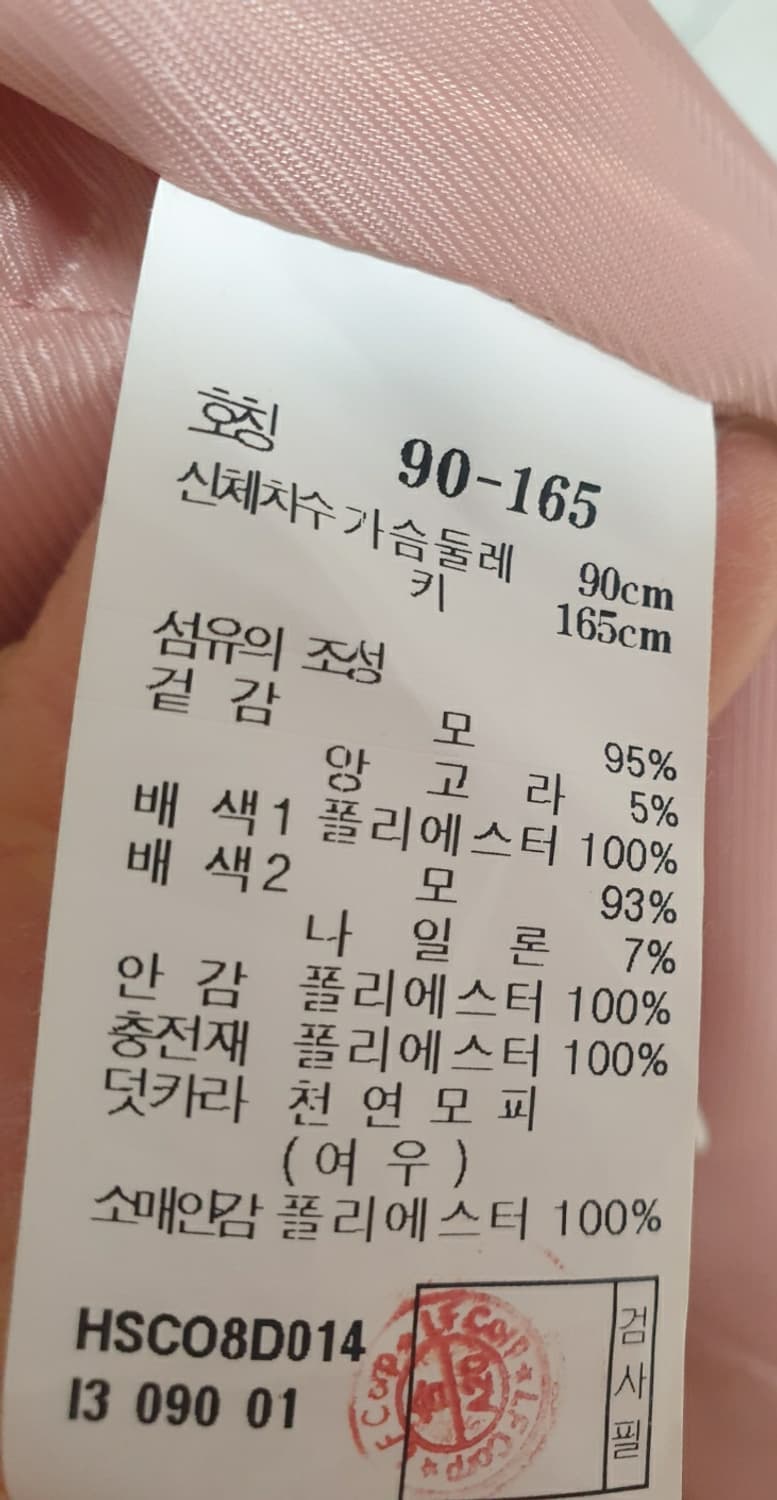 호칭 90-165
신체치수 가슴둘레 90cm
키 165cm
섬유의 조성
겉 감 모 95%
앙 고 라 5%
배 색1 폴리에스터 100%
배 색2 모 93%
나 일 론 7%
안 감 폴리에스터 100%
충전재 폴리에스터 100%
덧카라 천 연 모 피
(여 우)
소매안감 폴리에스터 100%
HSCO8D014
I3 090 01
검사필
LF Corp ★ LF Corp ★